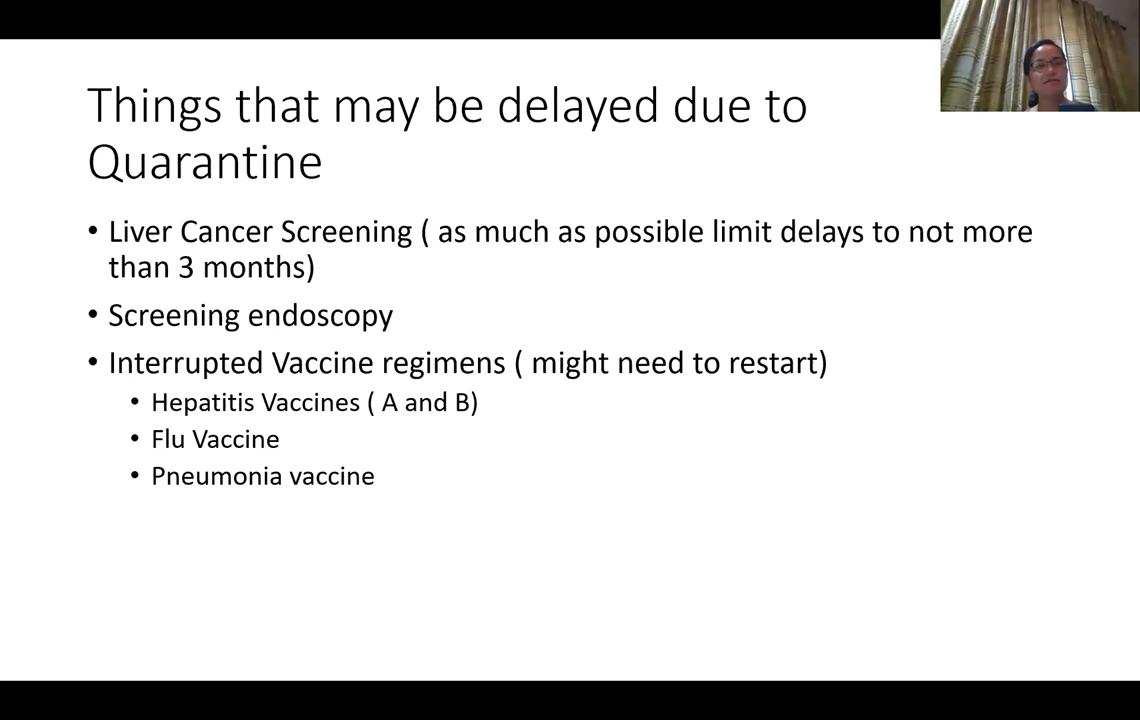 Things that may be delayed due to
Quarantine
• Liver Cancer Screening ( as much as possible limit delays to not more
than 3 months)
• Screening endoscopy
• Interrupted Vaccine regimens ( might need to restart)
• Hepatitis Vaccines ( A and B)
• Flu Vaccine
• Pneumonia vaccine